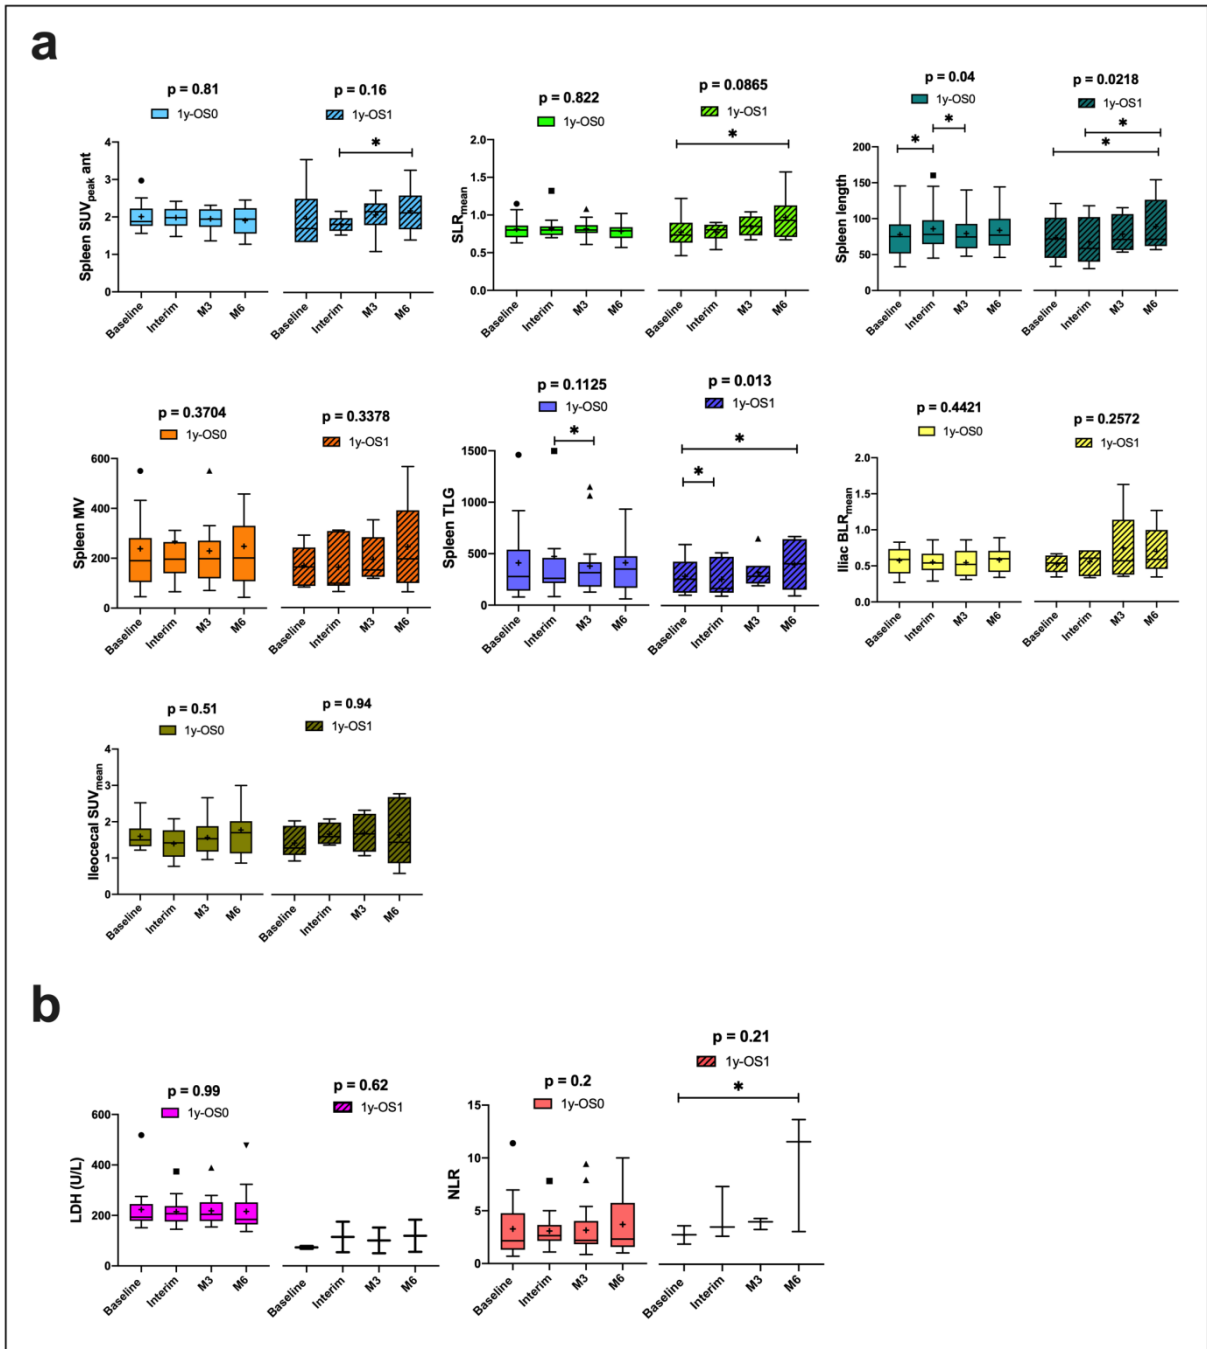 a
p = 0.81
1y-OS0
p = 0.16
1y-OS1
*
Spleen SUVpeak ant
4
3
2
1
0
Baseline
Interim
M3
M6
Baseline
Interim
M3
M6
p = 0.822
1y-OS0
p = 0.0865
1y-OS1
*
SLRmean
2.0
1.5
1.0
0.5
0.0
Baseline
Interim
M3
M6
Baseline
Interim
M3
M6
p = 0.04
1y-OS0
* *
p = 0.0218
1y-OS1
*
*
Spleen length
200
150
100
50
0
Baseline
Interim
M3
M6
Baseline
Interim
M3
M6
p = 0.3704
1y-OS0
p = 0.3378
1y-OS1
Spleen MV
600
400
200
0
Baseline
Interim
M3
M6
Baseline
Interim
M3
M6
p = 0.1125
1y-OS0
*
p = 0.013
1y-OS1
*
*
Spleen TLG
1500
1000
500
0
Baseline
Interim
M3
M6
Baseline
Interim
M3
M6
p = 0.4421
1y-OS0
p = 0.2572
1y-OS1
Iliac BLRmean
2.0
1.5
1.0
0.5
0.0
Baseline
Interim
M3
M6
Baseline
Interim
M3
M6
p = 0.51
1y-OS0
p = 0.94
1y-OS1
Ileocecal SUVmean
4
3
2
1
0
Baseline
Interim
M3
M6
Baseline
Interim
M3
M6
b
p = 0.99
1y-OS0
p = 0.62
1y-OS1
LDH (U/L)
600
400
200
0
Baseline
Interim
M3
M6
Baseline
Interim
M3
M6
p = 0.2
1y-OS0
p = 0.21
1y-OS1
*
NLR
15
10
5
0
Baseline
Interim
M3
M6
Baseline
Interim
M3
M6